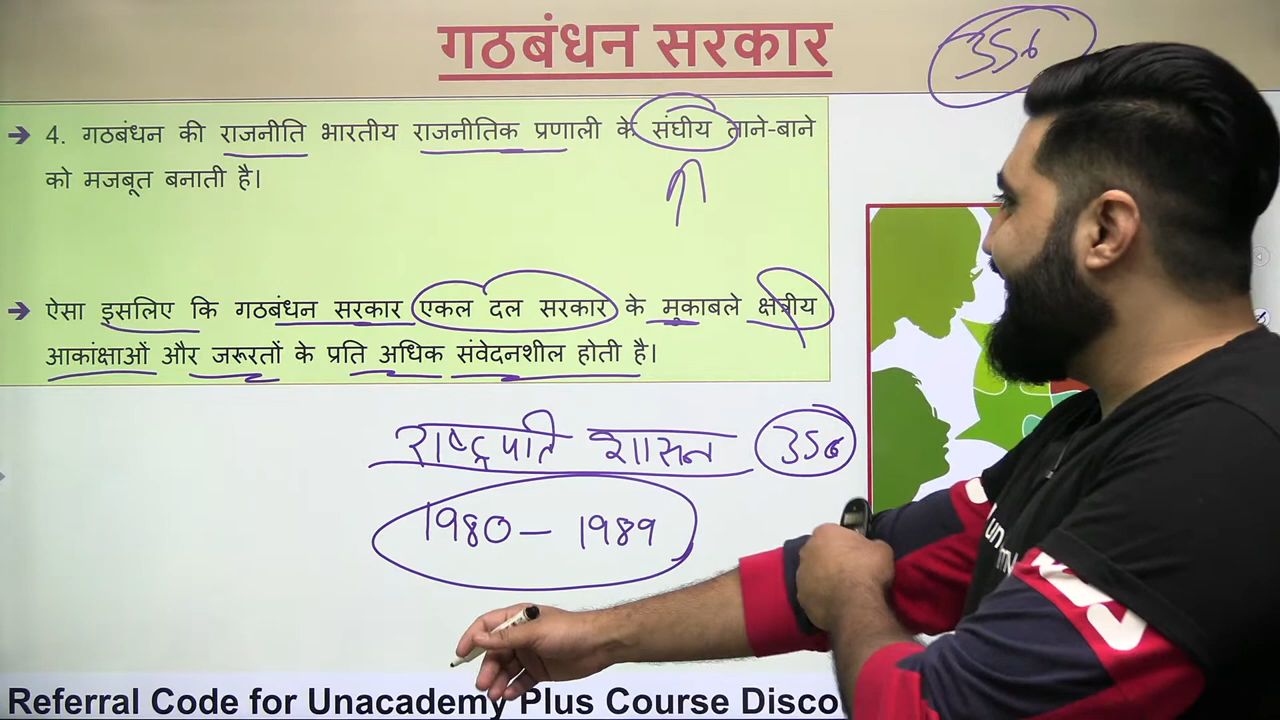 गठबंधन सरकार
356
→ 4. गठबंधन की राजनीति भारतीय राजनीतिक प्रणाली के संघीय ताने-बाने
को मजबूत बनाती है।
→ ऐसा इसलिए कि गठबंधन सरकार एकल दल सरकार के मुकाबले क्षेत्रीय
आकांक्षाओं और जरूरतों के प्रति अधिक संवेदनशील होती है।
राष्ट्रपति शासन 356
1980 – 1989
Referral Code for Unacademy Plus Course Disco